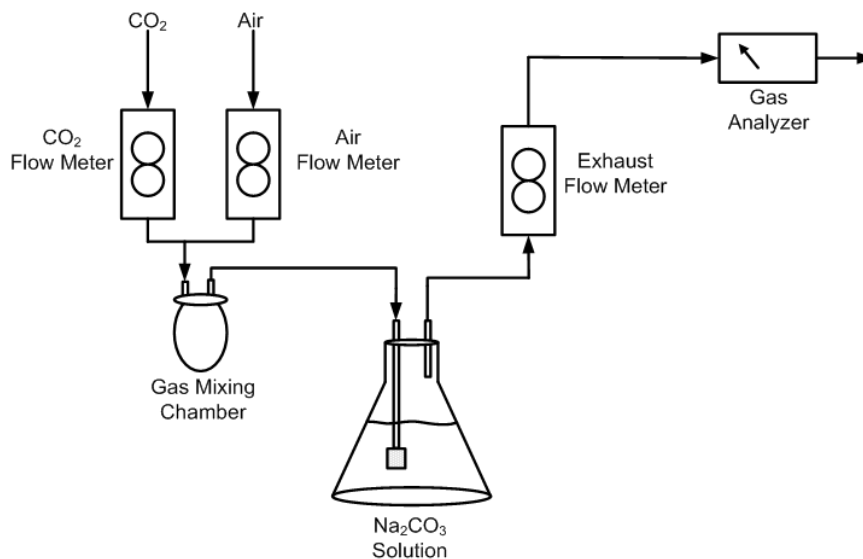 CO₂
Air
CO₂
Flow Meter
Air
Flow Meter
Exhaust
Flow Meter
Gas
Analyzer
Gas Mixing
Chamber
Na₂CO₃
Solution